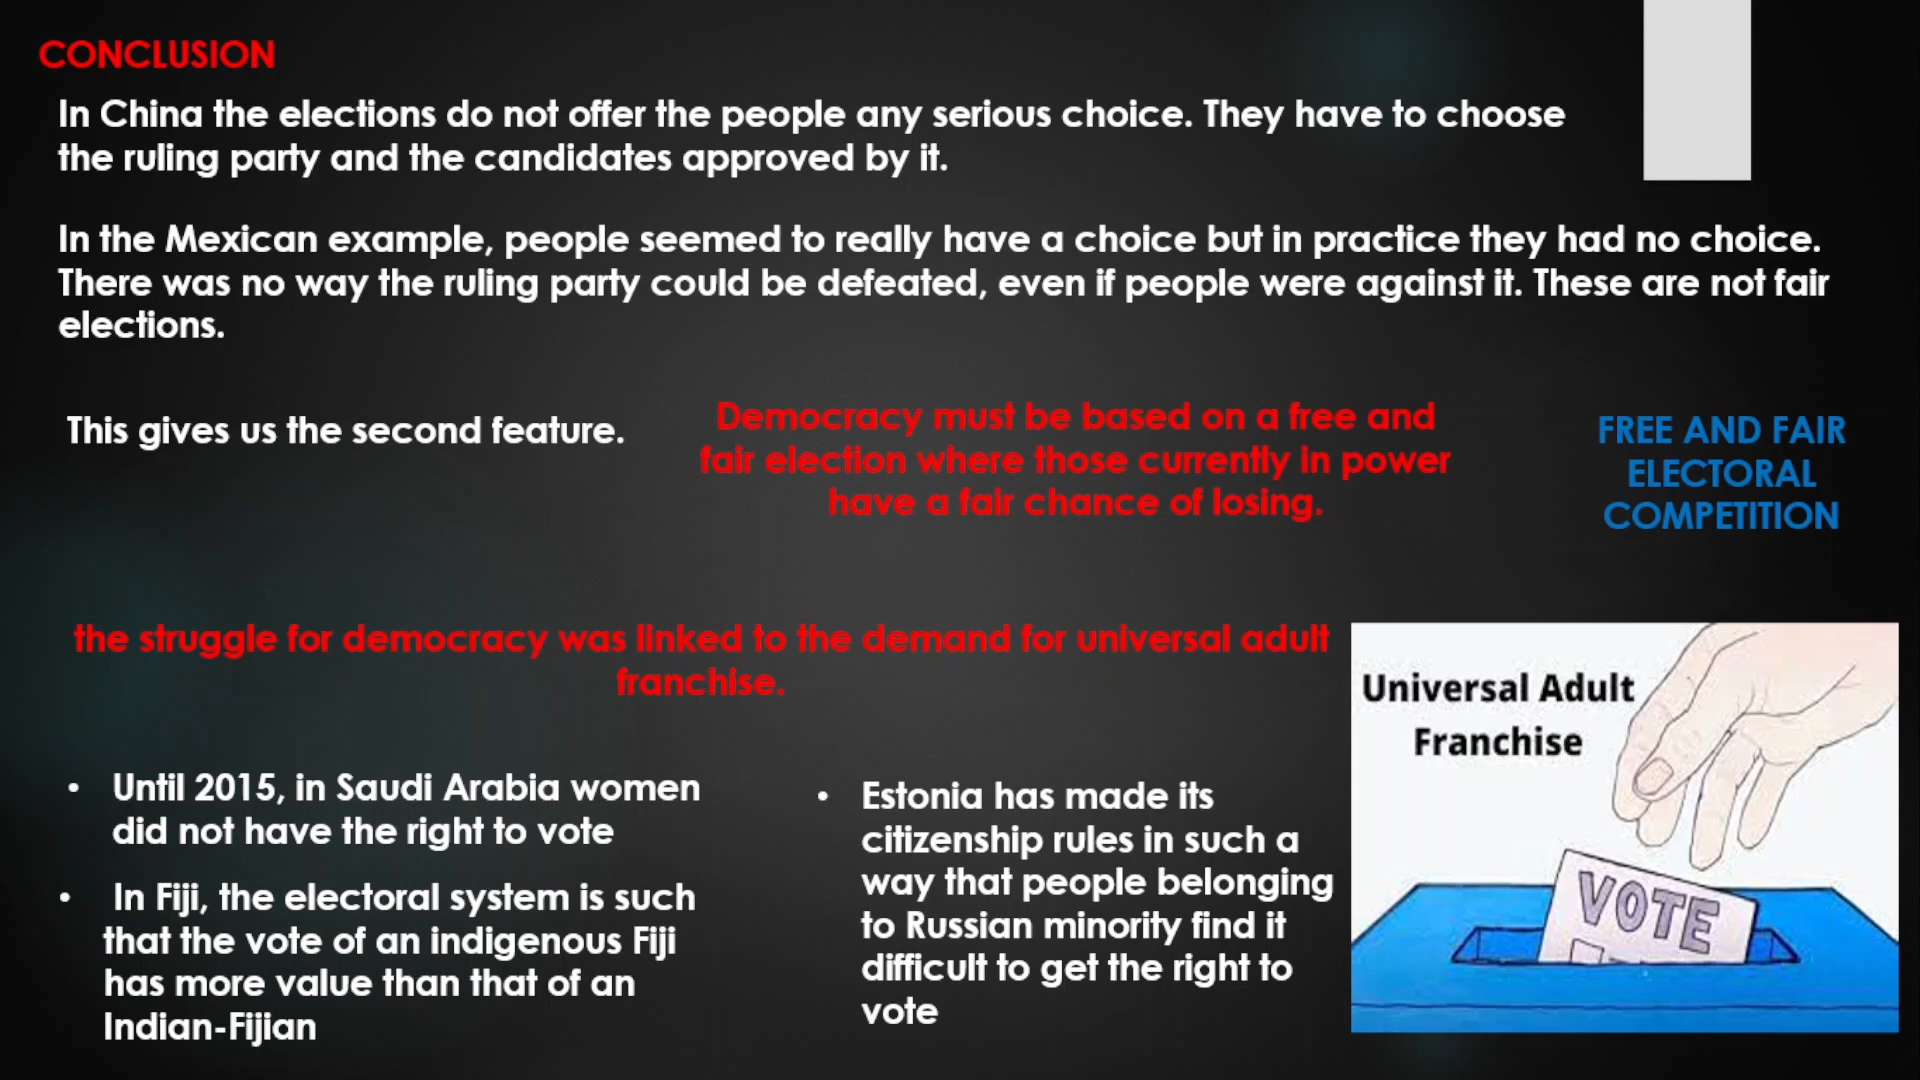 CONCLUSION
In China the elections do not offer the people any serious choice. They have to choose
the ruling party and the candidates approved by it.
In the Mexican example, people seemed to really have a choice but in practice they had no choice.
There was no way the ruling party could be defeated, even if people were against it. These are not fair
elections.
This gives us the second feature.
Democracy must be based on a free and
fair election where those currently in power
have a fair chance of losing.
FREE AND FAIR
ELECTORAL
COMPETITION
the struggle for democracy was linked to the demand for universal adult
franchise.
• Until 2015, in Saudi Arabia women
did not have the right to vote
• In Fiji, the electoral system is such
that the vote of an indigenous Fiji
has more value than that of an
Indian-Fijian
• Estonia has made its
citizenship rules in such a
way that people belonging
to Russian minority find it
difficult to get the right to
vote
Universal Adult
Franchise
VOTE